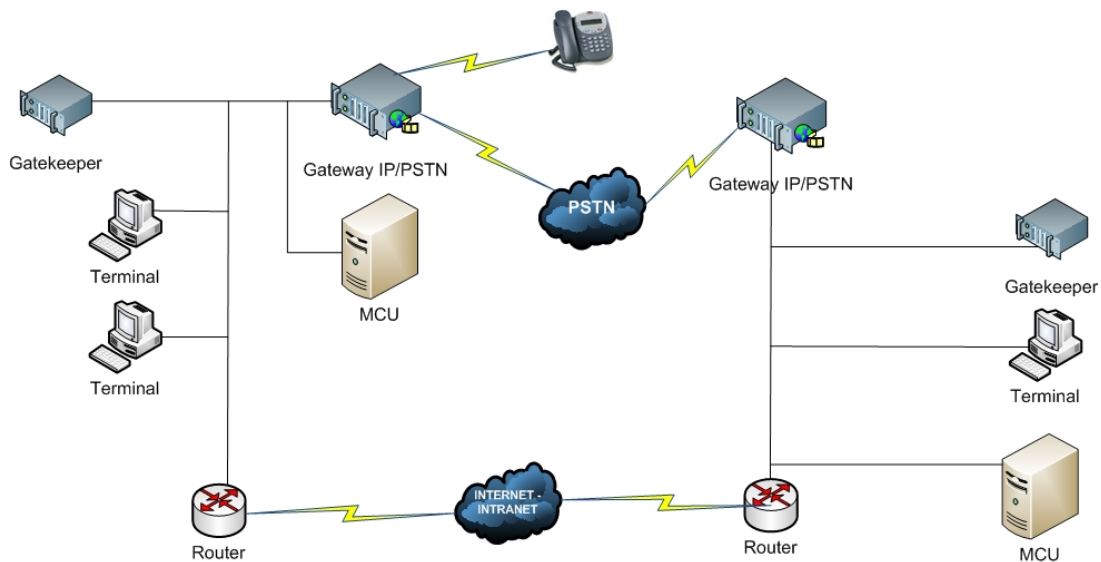 Gatekeeper
Gateway IP/PSTN
PSTN
Gateway IP/PSTN
Terminal
MCU
Gatekeeper
Terminal
Terminal
INTERNET -
INTRANET
Router
Router
MCU